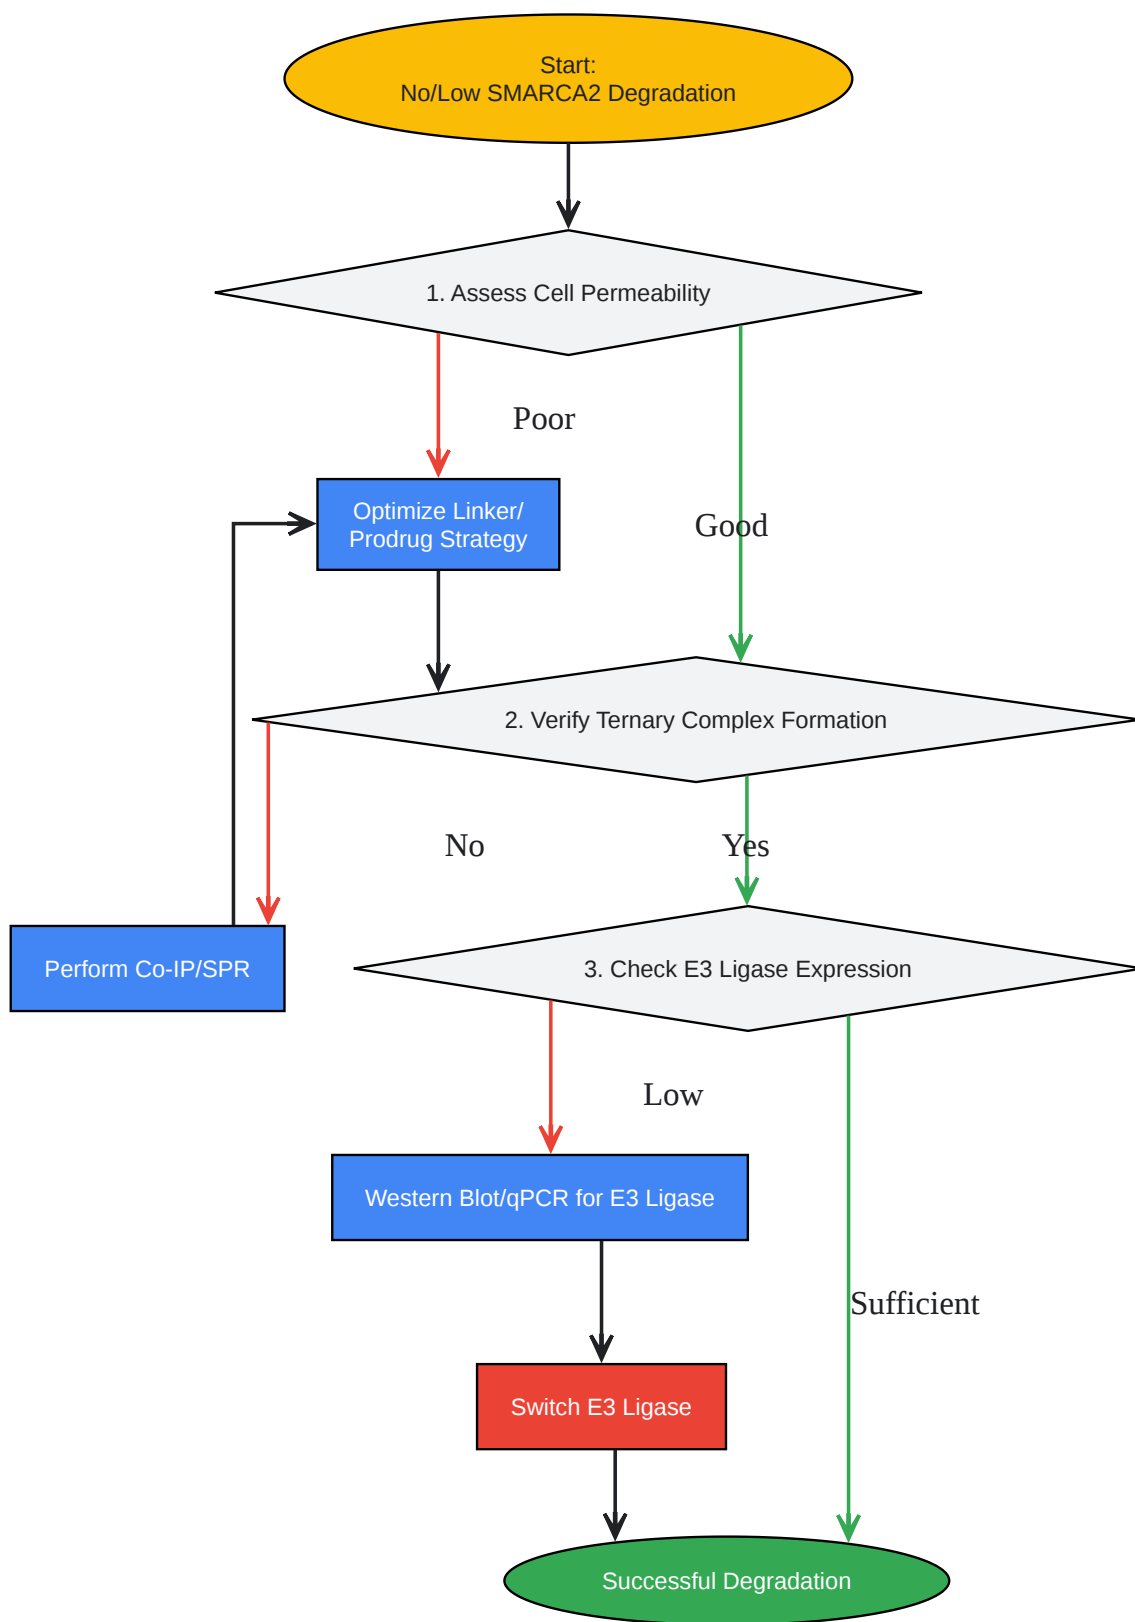 Start:
No/Low SMARCA2 Degradation
1. Assess Cell Permeability
Poor
Optimize Linker/
Prodrug Strategy
Good
2. Verify Ternary Complex Formation
No
Yes
Perform Co-IP/SPR
3. Check E3 Ligase Expression
Low
Western Blot/qPCR for E3 Ligase
Sufficient
Switch E3 Ligase
Successful Degradation